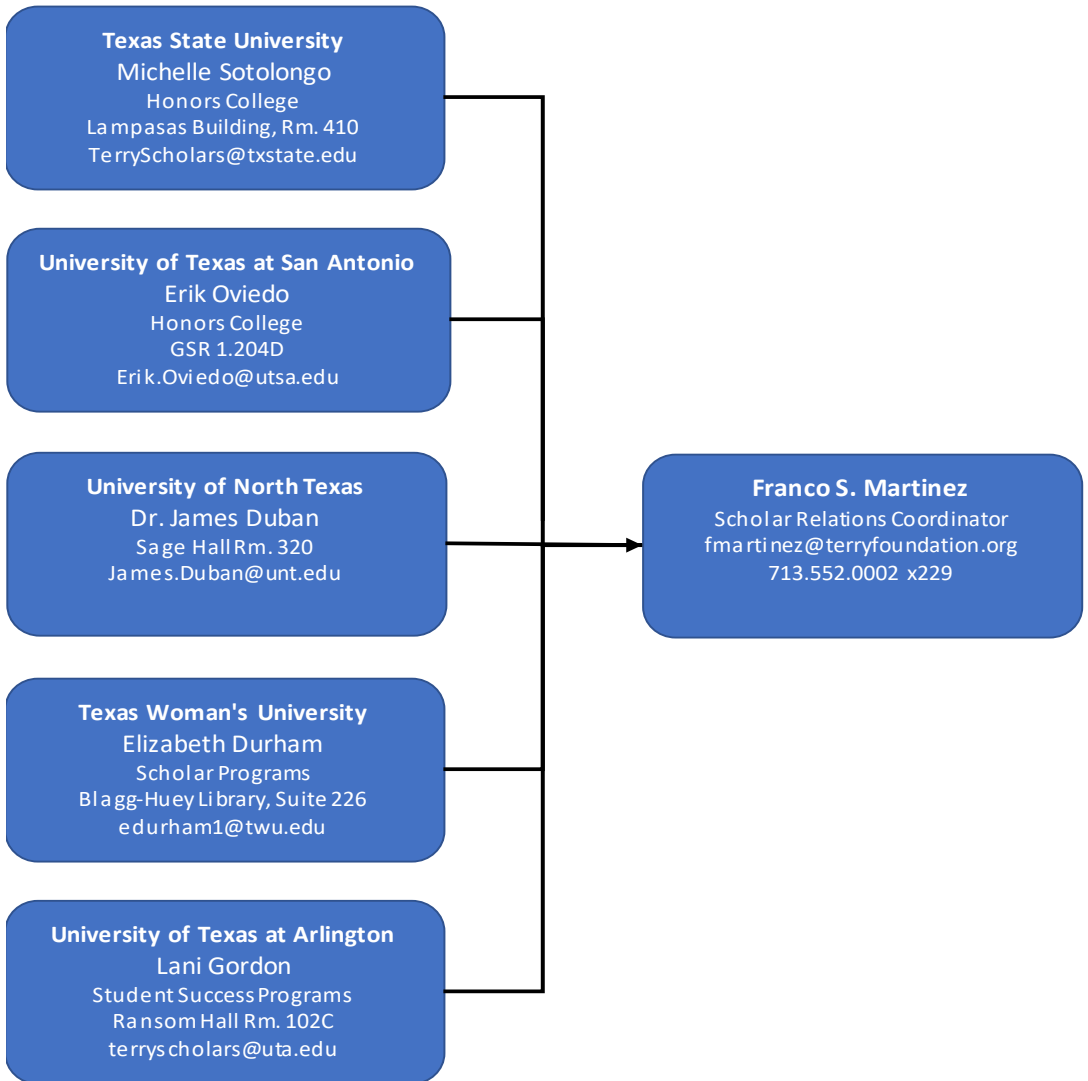 Texas State University
Michelle Sotolongo
Honors College
Lampasas Building, Rm. 410
TerryScholars@txstate.edu
University of Texas at San Antonio
Erik Oviedo
Honors College
GSR 1.204D
Erik.Oviedo@utsa.edu
University of North Texas
Dr. James Duban
Sage Hall Rm. 320
James.Duban@unt.edu
Texas Woman's University
Elizabeth Durham
Scholar Programs
Blagg-Huey Library, Suite 226
edurham1@twu.edu
University of Texas at Arlington
Lani Gordon
Student Success Programs
Ransom Hall Rm. 102C
terryscholars@uta.edu
Franco S. Martinez
Scholar Relations Coordinator
fmartinez@terryfoundation.org
713.552.0002 x229